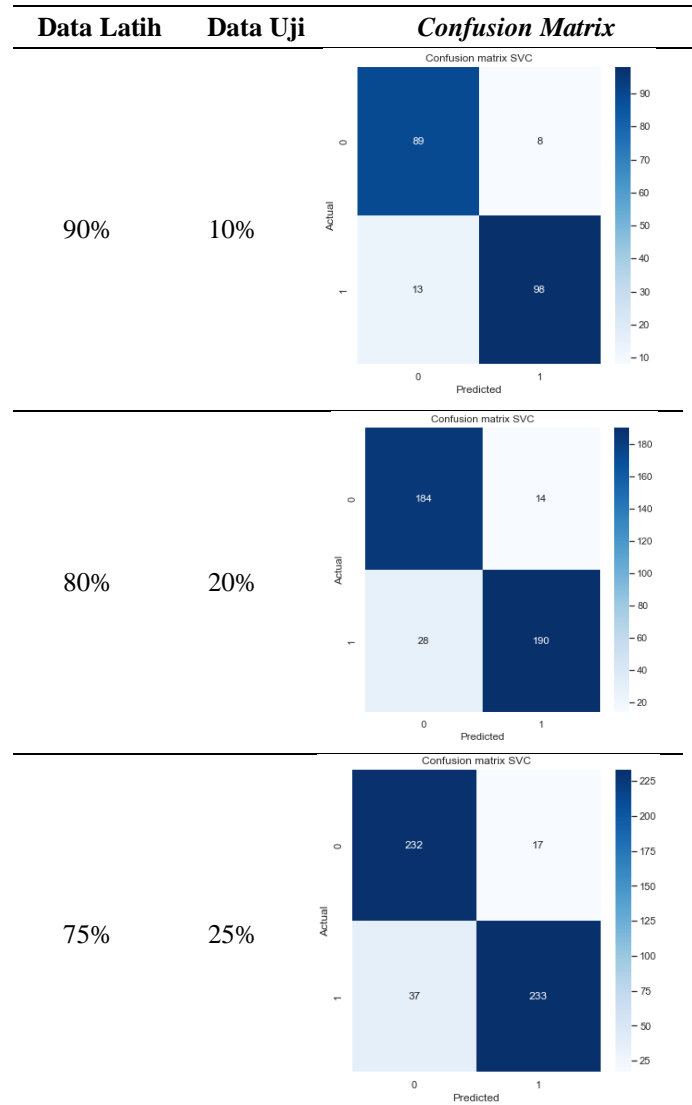 Data Latih Data Uji Confusion Matrix
90% 10%
Confusion matrix SVC
0 89 8
1 13 98
Actual
0 1
Predicted
90
80
70
60
50
40
30
20
10
80% 20%
Confusion matrix SVC
0 184 14
1 28 190
Actual
0 1
Predicted
180
160
140
120
100
80
60
40
20
75% 25%
Confusion matrix SVC
0 232 17
1 37 233
Actual
0 1
Predicted
225
200
175
150
125
100
75
50
25